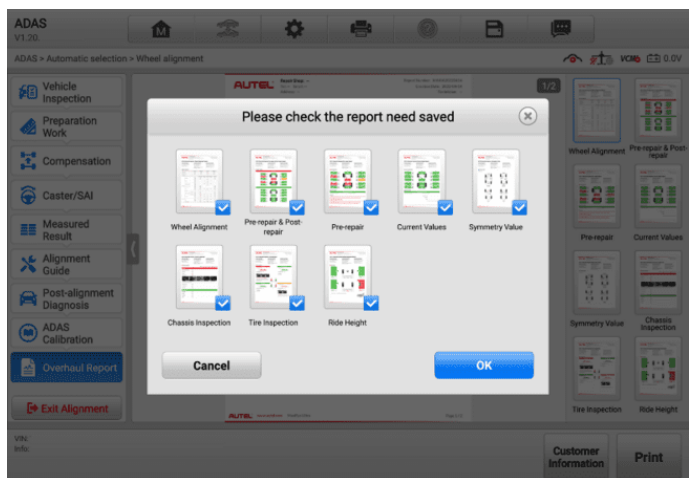 ADAS
V1.20.
ADAS > Automatic selection > Wheel alignment
VCMI
0.0V
Vehicle
Inspection
Preparation
Work
Compensation
Caster/SAI
Measured
Result
Alignment
Guide
Post-alignment
Diagnosis
ADAS
Calibration
Overhaul Report
Exit Alignment
AUTEL
1/2
Please check the report need saved
Wheel Alignment
Pre-repair & Post-
repair
Pre-repair
Current Values
Symmetry Value
Chassis Inspection
Tire Inspection
Ride Height
Cancel
OK
AUTEL
Wheel Alignment
Pre-repair & Post-
repair
Pre-repair
Current Values
Symmetry Value
Chassis
Inspection
Tire Inspection
Ride Height
VIN:
Info:
Customer
Information
Print